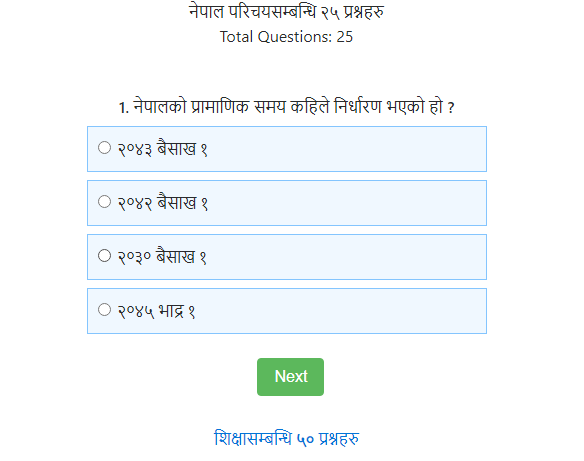 नेपाल परिचयसम्बन्धि २५ प्रश्नहरु
Total Questions: 25
1. नेपालको प्रामाणिक समय कहिले निर्धारण भएको हो ?
२०४३ बैसाख १
२०४२ बैसाख १
२०३० बैसाख १
२०४५ भाद्र १
Next
शिक्षासम्बन्धि ५० प्रश्नहरु